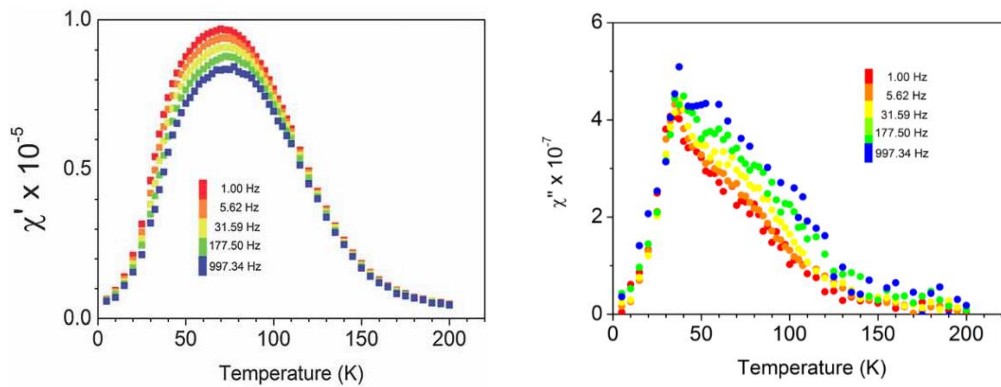 χ' x 10⁻⁵
1.0
0.5
0.0
1.00 Hz
5.62 Hz
31.59 Hz
177.50 Hz
997.34 Hz
0 50 100 150 200
Temperature (K)
χ" x 10⁻⁷
6
4
2
0
1.00 Hz
5.62 Hz
31.59 Hz
177.50 Hz
997.34 Hz
0 50 100 150 200
Temperature (K)